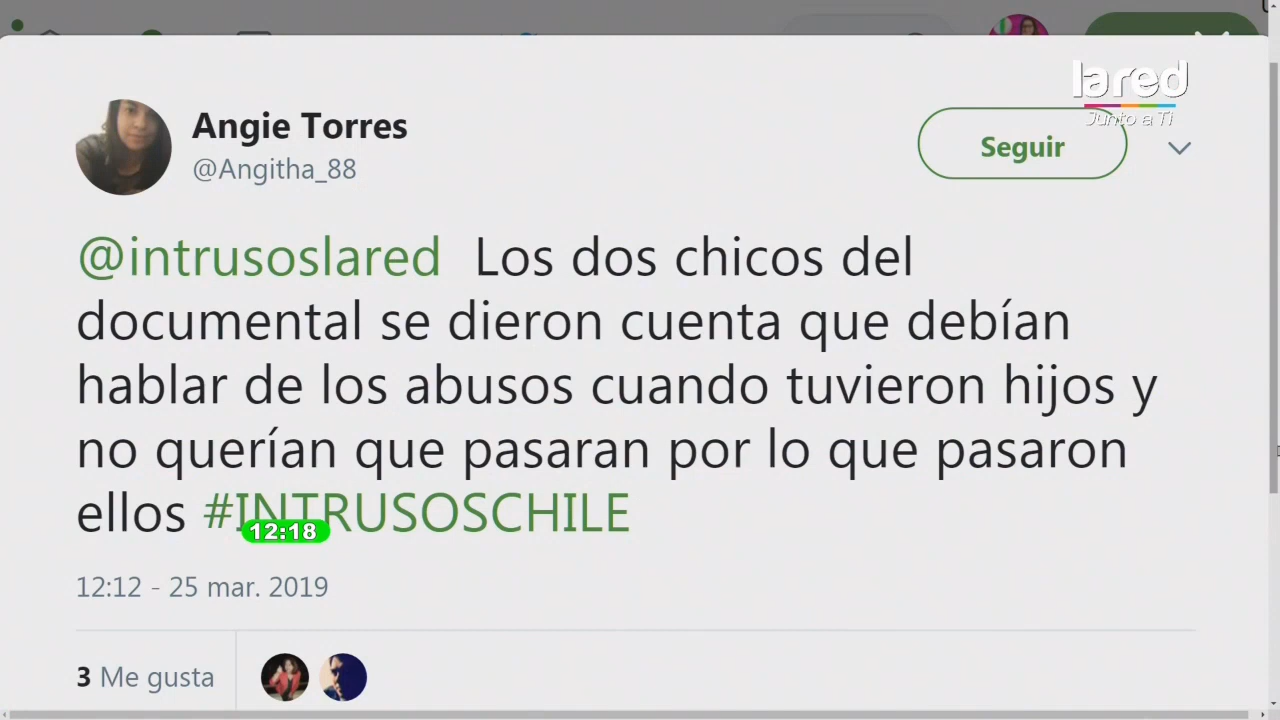 lared
Junto a Ti
Angie Torres
@Angitha_88
Seguir
@intrusoslared Los dos chicos del
documental se dieron cuenta que debían
hablar de los abusos cuando tuvieron hijos y
no querían que pasaran por lo que pasaron
ellos #INTRUSOSCHILE
12:18
12:12 - 25 mar. 2019
3 Me gusta